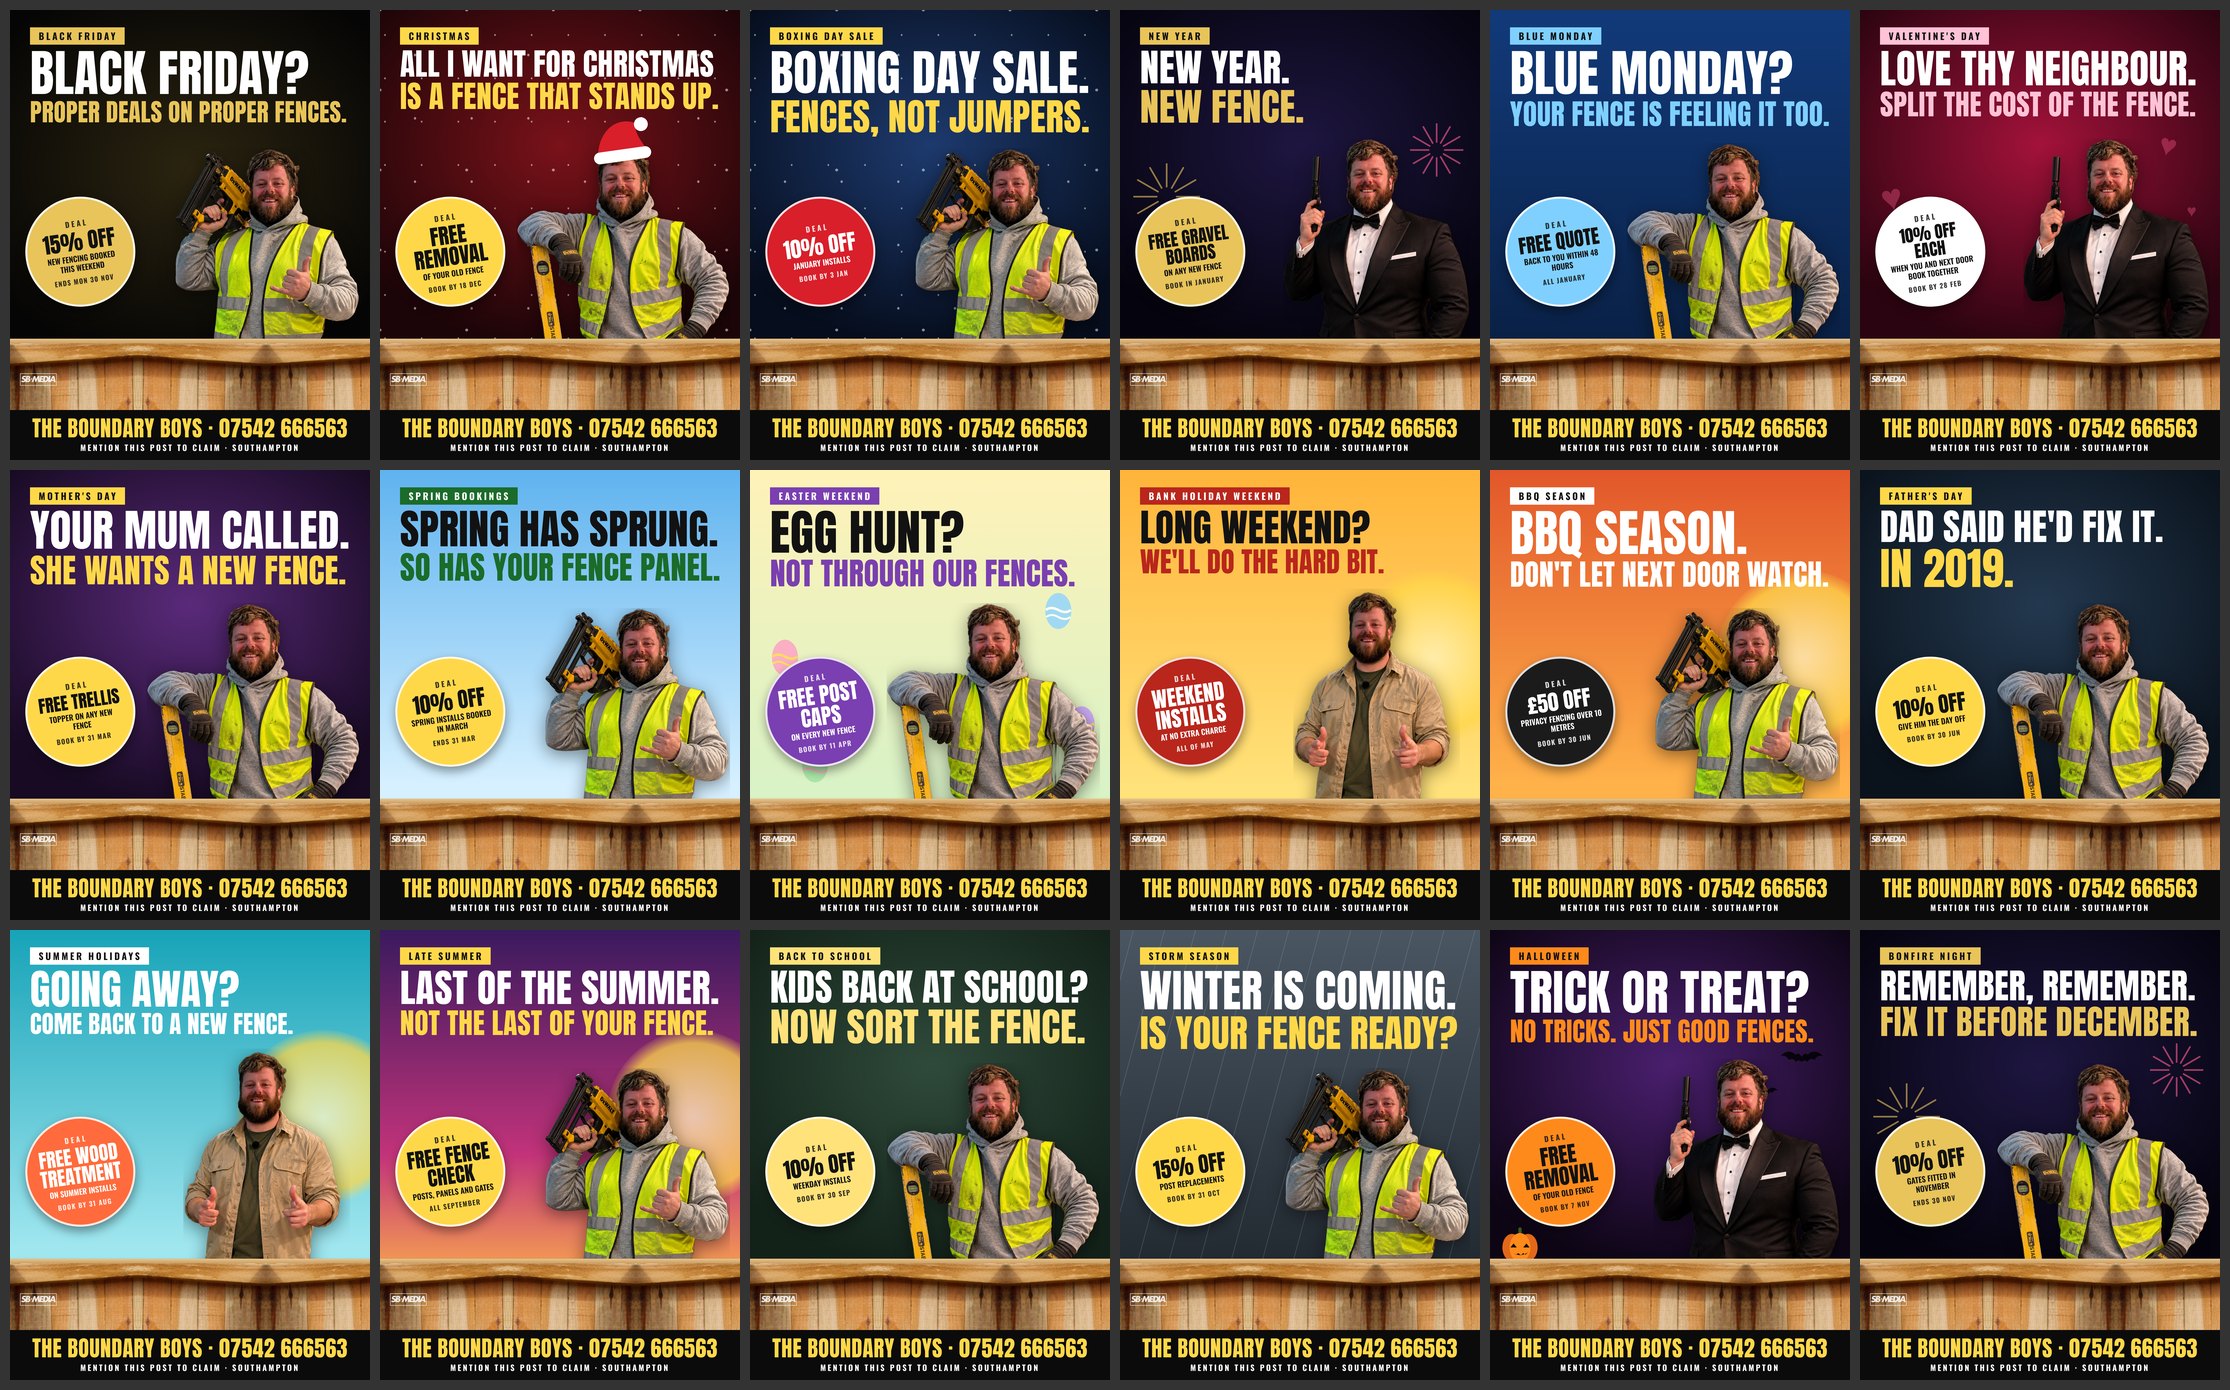 BLACK FRIDAY
BLACK FRIDAY?
PROPER DEALS ON PROPER FENCES.
DEAL
15% OFF
NEW FENCING BOOKED
THIS WEEKEND
ENDS MON 30 NOV
SB·MEDIA
THE BOUNDARY BOYS · 07542 666563
MENTION THIS POST TO CLAIM · SOUTHAMPTON
CHRISTMAS
ALL I WANT FOR CHRISTMAS
IS A FENCE THAT STANDS UP.
DEAL
FREE
REMOVAL
OF YOUR OLD FENCE
BOOK BY 18 DEC
SB·MEDIA
THE BOUNDARY BOYS · 07542 666563
MENTION THIS POST TO CLAIM · SOUTHAMPTON
BOXING DAY SALE
BOXING DAY SALE.
FENCES, NOT JUMPERS.
DEAL
10% OFF
JANUARY INSTALLS
BOOK BY 3 JAN
SB·MEDIA
THE BOUNDARY BOYS · 07542 666563
MENTION THIS POST TO CLAIM · SOUTHAMPTON
NEW YEAR
NEW YEAR.
NEW FENCE.
DEAL
FREE GRAVEL
BOARDS
ON ANY NEW FENCE
BOOK IN JANUARY
SB·MEDIA
THE BOUNDARY BOYS · 07542 666563
MENTION THIS POST TO CLAIM · SOUTHAMPTON
BLUE MONDAY
BLUE MONDAY?
YOUR FENCE IS FEELING IT TOO.
DEAL
FREE QUOTE
BACK TO YOU WITHIN 48
HOURS
ALL JANUARY
SB·MEDIA
THE BOUNDARY BOYS · 07542 666563
MENTION THIS POST TO CLAIM · SOUTHAMPTON
VALENTINE'S DAY
LOVE THY NEIGHBOUR.
SPLIT THE COST OF THE FENCE.
DEAL
10% OFF
EACH
WHEN YOU AND NEXT DOOR
BOOK TOGETHER
BOOK BY 28 FEB
SB·MEDIA
THE BOUNDARY BOYS · 07542 666563
MENTION THIS POST TO CLAIM · SOUTHAMPTON
MOTHER'S DAY
YOUR MUM CALLED.
SHE WANTS A NEW FENCE.
DEAL
FREE TRELLIS
TOPPER ON ANY NEW
FENCE
BOOK BY 31 MAR
SB·MEDIA
THE BOUNDARY BOYS · 07542 666563
MENTION THIS POST TO CLAIM · SOUTHAMPTON
SPRING BOOKINGS
SPRING HAS SPRUNG.
SO HAS YOUR FENCE PANEL.
DEAL
10% OFF
SPRING INSTALLS BOOKED
IN MARCH
ENDS 31 MAR
SB·MEDIA
THE BOUNDARY BOYS · 07542 666563
MENTION THIS POST TO CLAIM · SOUTHAMPTON
EASTER WEEKEND
EGG HUNT?
NOT THROUGH OUR FENCES.
DEAL
FREE POST
CAPS
ON EVERY NEW FENCE
BOOK BY 11 APR
SB·MEDIA
THE BOUNDARY BOYS · 07542 666563
MENTION THIS POST TO CLAIM · SOUTHAMPTON
BANK HOLIDAY WEEKEND
LONG WEEKEND?
WE'LL DO THE HARD BIT.
DEAL
WEEKEND
INSTALLS
AT NO EXTRA CHARGE
ALL OF MAY
SB·MEDIA
THE BOUNDARY BOYS · 07542 666563
MENTION THIS POST TO CLAIM · SOUTHAMPTON
BBQ SEASON
BBQ SEASON.
DON'T LET NEXT DOOR WATCH.
DEAL
£50 OFF
PRIVACY FENCING OVER 10
METRES
BOOK BY 30 JUN
SB·MEDIA
THE BOUNDARY BOYS · 07542 666563
MENTION THIS POST TO CLAIM · SOUTHAMPTON
FATHER'S DAY
DAD SAID HE'D FIX IT.
IN 2019.
DEAL
10% OFF
GIVE HIM THE DAY OFF
BOOK BY 30 JUN
SB·MEDIA
THE BOUNDARY BOYS · 07542 666563
MENTION THIS POST TO CLAIM · SOUTHAMPTON
SUMMER HOLIDAYS
GOING AWAY?
COME BACK TO A NEW FENCE.
DEAL
FREE WOOD
TREATMENT
ON SUMMER INSTALLS
BOOK BY 31 AUG
SB·MEDIA
THE BOUNDARY BOYS · 07542 666563
MENTION THIS POST TO CLAIM · SOUTHAMPTON
LATE SUMMER
LAST OF THE SUMMER.
NOT THE LAST OF YOUR FENCE.
DEAL
FREE FENCE
CHECK
POSTS, PANELS AND GATES
ALL SEPTEMBER
SB·MEDIA
THE BOUNDARY BOYS · 07542 666563
MENTION THIS POST TO CLAIM · SOUTHAMPTON
BACK TO SCHOOL
KIDS BACK AT SCHOOL?
NOW SORT THE FENCE.
DEAL
10% OFF
WEEKDAY INSTALLS
BOOK BY 30 SEP
SB·MEDIA
THE BOUNDARY BOYS · 07542 666563
MENTION THIS POST TO CLAIM · SOUTHAMPTON
STORM SEASON
WINTER IS COMING.
IS YOUR FENCE READY?
DEAL
15% OFF
POST REPLACEMENTS
BOOK BY 31 OCT
SB·MEDIA
THE BOUNDARY BOYS · 07542 666563
MENTION THIS POST TO CLAIM · SOUTHAMPTON
HALLOWEEN
TRICK OR TREAT?
NO TRICKS. JUST GOOD FENCES.
DEAL
FREE
REMOVAL
OF YOUR OLD FENCE
BOOK BY 7 NOV
SB·MEDIA
THE BOUNDARY BOYS · 07542 666563
MENTION THIS POST TO CLAIM · SOUTHAMPTON
BONFIRE NIGHT
REMEMBER, REMEMBER.
FIX IT BEFORE DECEMBER.
DEAL
10% OFF
GATES FITTED IN
NOVEMBER
ENDS 30 NOV
SB·MEDIA
THE BOUNDARY BOYS · 07542 666563
MENTION THIS POST TO CLAIM · SOUTHAMPTON